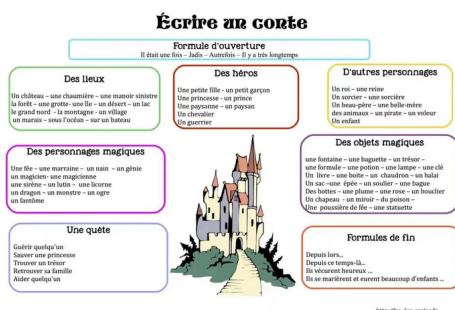 Écrire un conte
Formule d'ouverture
Il était une fois – Jadis – Autrefois – Il y a très longtemps
Des lieux
Un château – une chaumière – une manoir sinistre
la forêt – une grotte- une île – un désert – un lac
le grand nord - la montagne - un village
un marais – sous l'océan – sur un bateau
Des héros
Une petite fille - un petit garçon
Une princesse - un prince
Une paysanne – un paysan
Un chevalier
Un guerrier
D'autres personnages
Un roi – une reine
Un sorcier – une sorcière
Un beau-père – une belle-mère
des animaux - un pirate – un voleur
Un enfant
Des personnages magiques
Une fée – une marraine – un nain - un génie
un magicien- une magicienne
une sirène – un lutin – une licorne
un dragon – un monstre – un ogre
un fantôme
Des objets magiques
une fontaine – une baguette – un trésor –
une formule – une potion – une lampe – une clé
Un livre – une boite – un chaudron – un balai
Un sac –une épée – un soulier – une bague
Des bottes – une plume – une rose – un bouclier
Un chapeau - un miroir - du poison –
Une poussière de fée – une statuette
Une quête
Guérir quelqu'un
Sauver une princesse
Trouver un trésor
Retrouver sa famille
Aider quelqu'un
Formules de fin
Depuis lors...
Depuis ce temps-là...
Ils vécurent heureux ...
Ils se marièrent et eurent beaucoup d'enfants ...